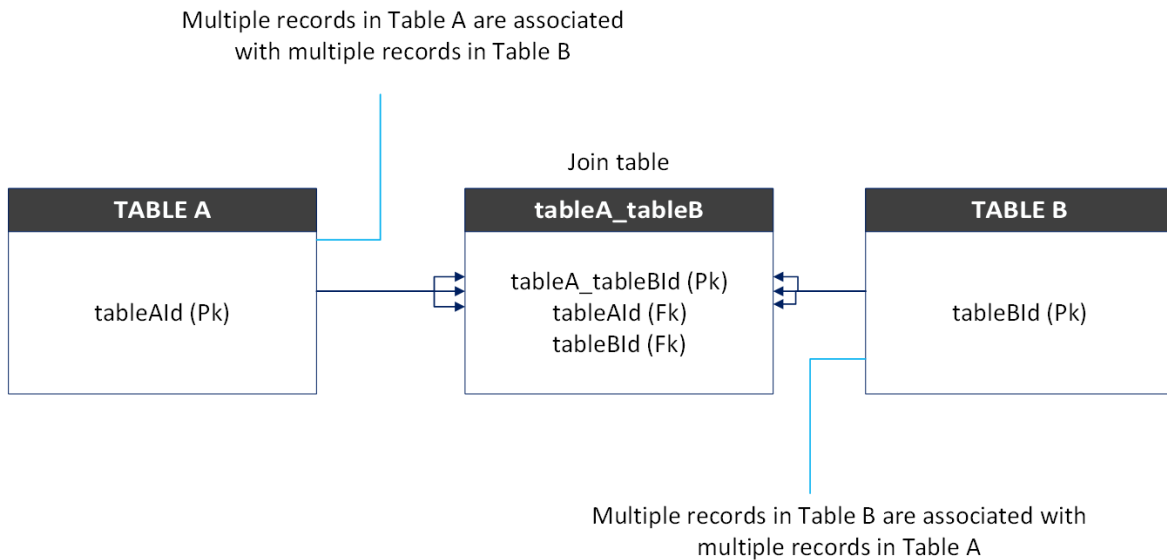 Multiple records in Table A are associated
with multiple records in Table B
Join table
TABLE A
tableA_tableB
TABLE B
tableAId (Pk)
tableA_tableBId (Pk)
tableAId (Fk)
tableBId (Fk)
tableBId (Pk)
Multiple records in Table B are associated with
multiple records in Table A